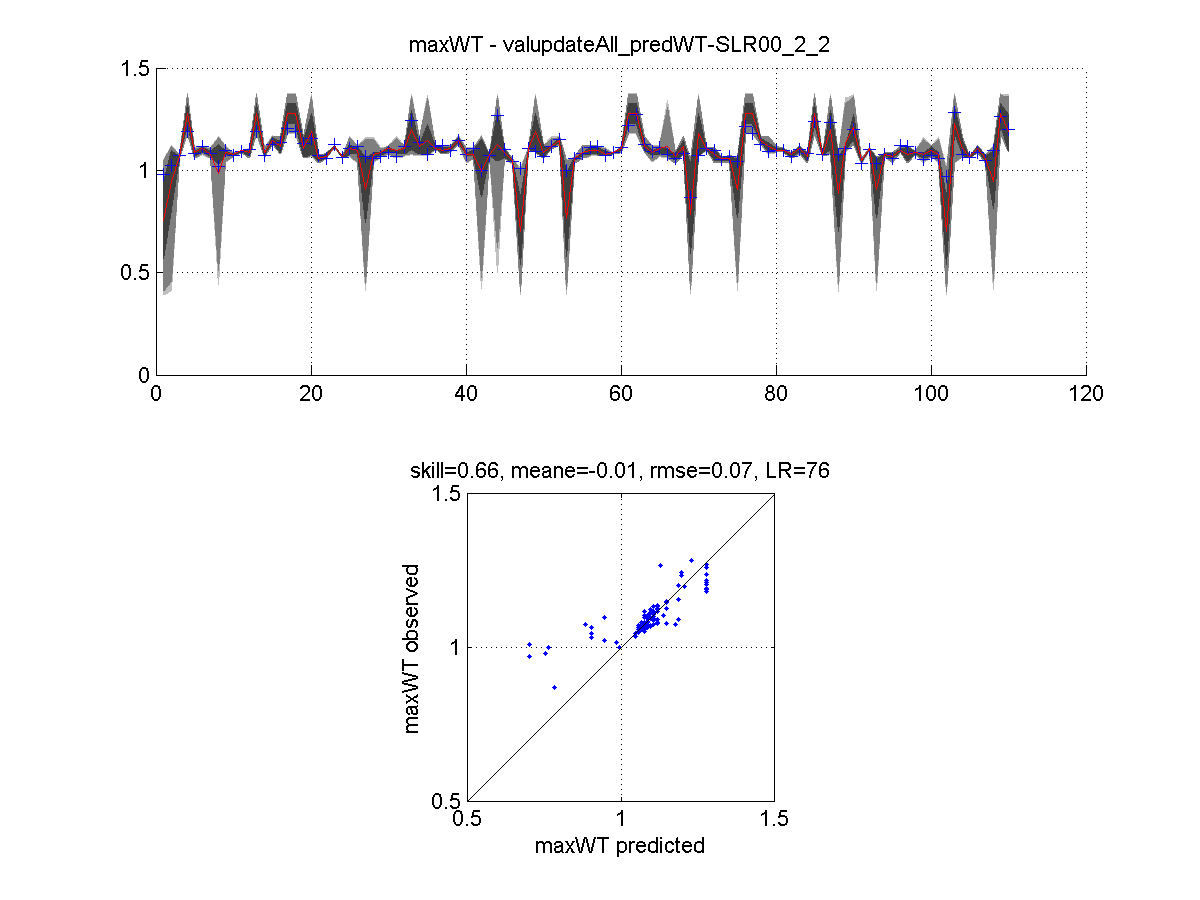 maxWT - valupdateAll_predWT-SLR00_2_2
1.5
1
0.5
0
0 20 40 60 80 100 120
skill=0.66, meane=-0.01, rmse=0.07, LR=76
1.5
maxWT observed
1
0.5
0.5 1 1.5
maxWT predicted